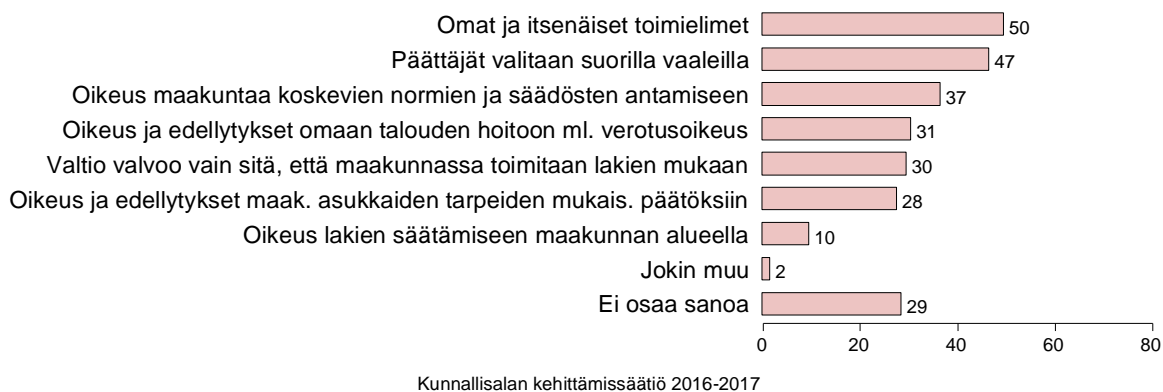 Omat ja itsenäiset toimielimet 50
Päättäjät valitaan suorilla vaaleilla 47
Oikeus maakuntaa koskevien normien ja säädösten antamiseen 37
Oikeus ja edellytykset omaan talouden hoitoon ml. verotusoikeus 31
Valtio valvoo vain sitä, että maakunnassa toimitaan lakien mukaan 30
Oikeus ja edellytykset maak. asukkaiden tarpeiden mukais. päätöksiin 28
Oikeus lakien säätämiseen maakunnan alueella 10
Jokin muu 2
Ei osaa sanoa 29
0 20 40 60 80
Kunnallisalan kehittämissäätiö 2016-2017